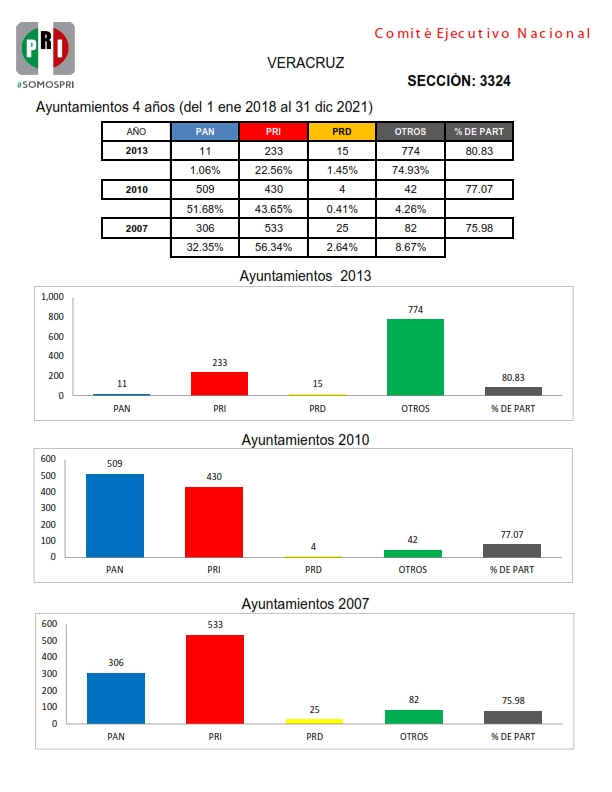 Comité Ejecutivo Nacional
PRI
#SOMOSPRI
VERACRUZ
SECCIÓN: 3324
Ayuntamientos 4 años (del 1 ene 2018 al 31 dic 2021)
AÑO PAN PRI PRD OTROS % DE PART
2013 11 233 15 774 80.83
1.06% 22.56% 1.45% 74.93%
2010 509 430 4 42 77.07
51.68% 43.65% 0.41% 4.26%
2007 306 533 25 82 75.98
32.35% 56.34% 2.64% 8.67%
Ayuntamientos 2013
1,000
800
600
400
200
0
11 233 15 774 80.83
PAN PRI PRD OTROS % DE PART
Ayuntamientos 2010
600
500
400
300
200
100
0
509 430 4 42 77.07
PAN PRI PRD OTROS % DE PART
Ayuntamientos 2007
600
500
400
300
200
100
0
306 533 25 82 75.98
PAN PRI PRD OTROS % DE PART